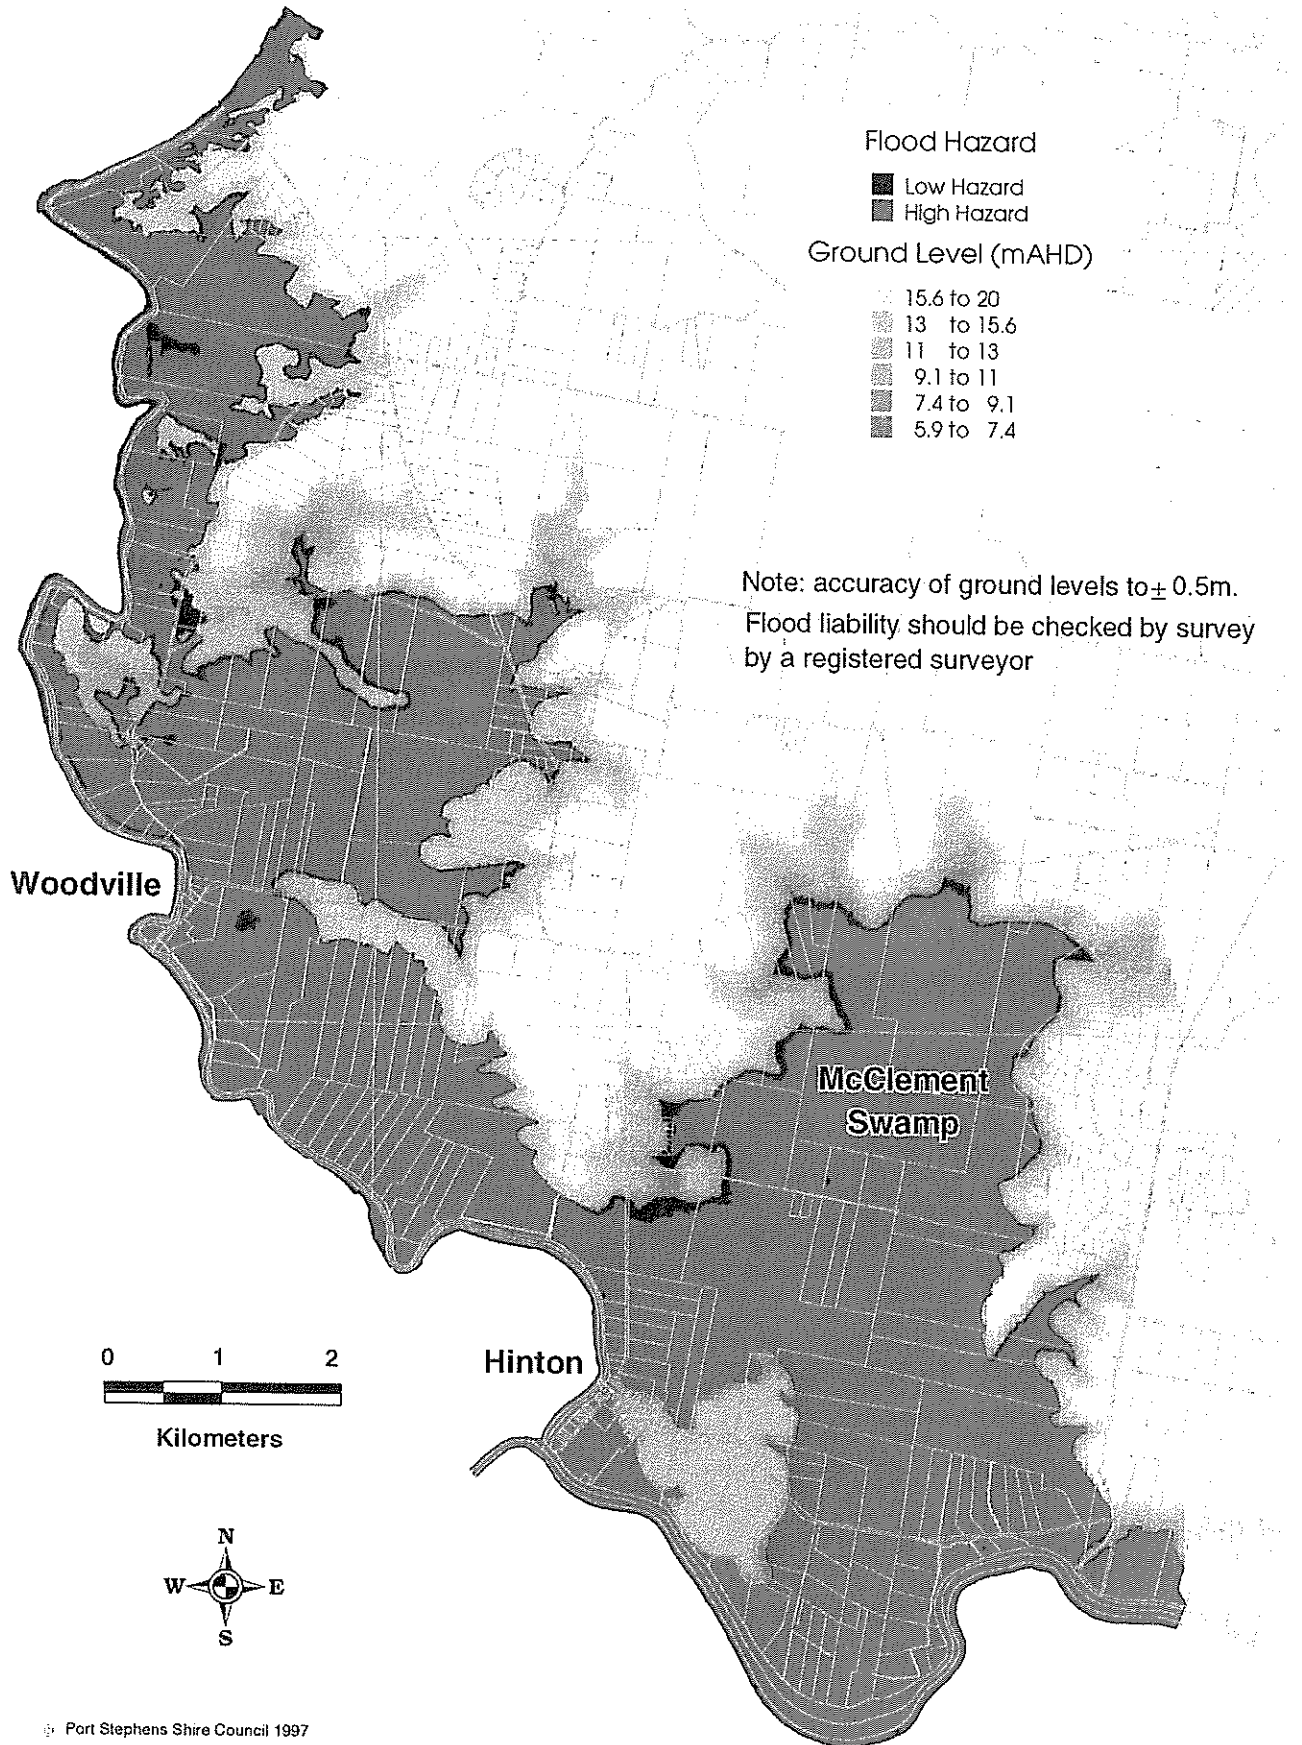 Flood Hazard
Low Hazard
High Hazard
Ground Level (mAHD)
15.6 to 20
13 to 15.6
11 to 13
9.1 to 11
7.4 to 9.1
5.9 to 7.4
Note: accuracy of ground levels to ± 0.5m.
Flood liability should be checked by survey
by a registered surveyor
Woodville
McClement
Swamp
Hinton
0 1 2
Kilometers
N
W E
S
© Port Stephens Shire Council 1997